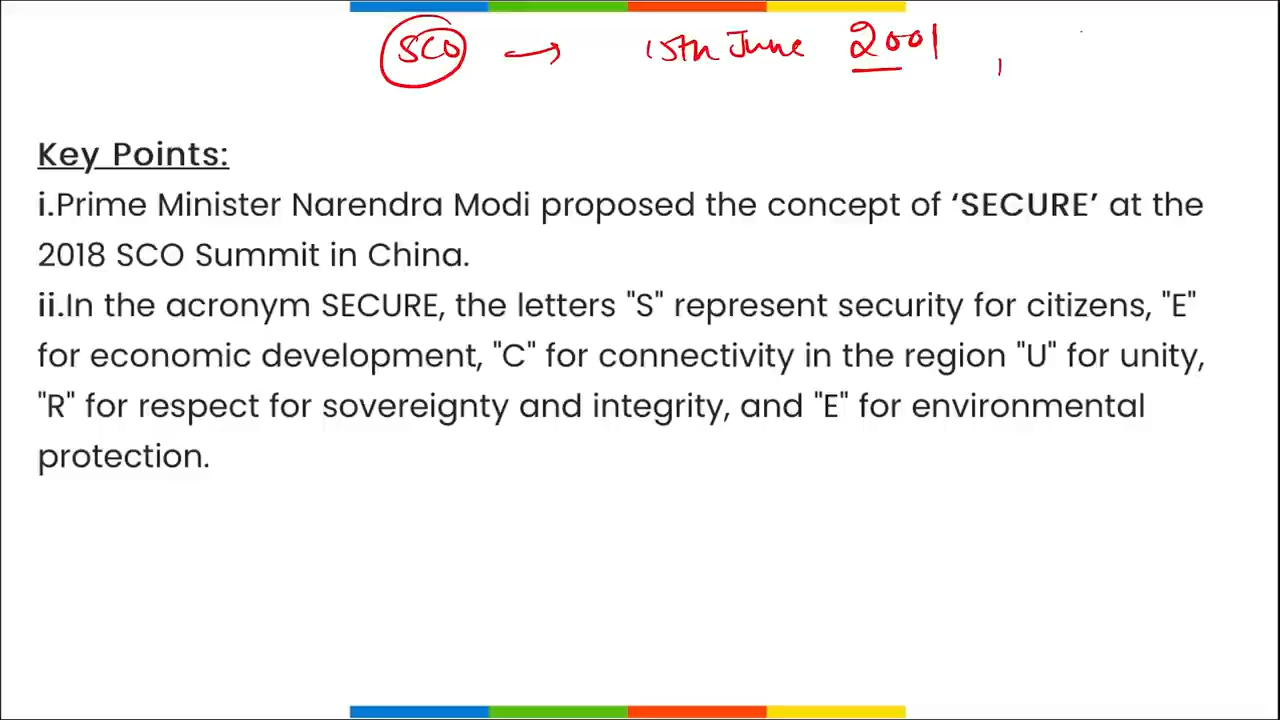 SCO → 15th June 2001,
Key Points:
i.Prime Minister Narendra Modi proposed the concept of ‘SECURE’ at the
2018 SCO Summit in China.
ii.In the acronym SECURE, the letters "S" represent security for citizens, "E"
for economic development, "C" for connectivity in the region "U" for unity,
"R" for respect for sovereignty and integrity, and "E" for environmental
protection.